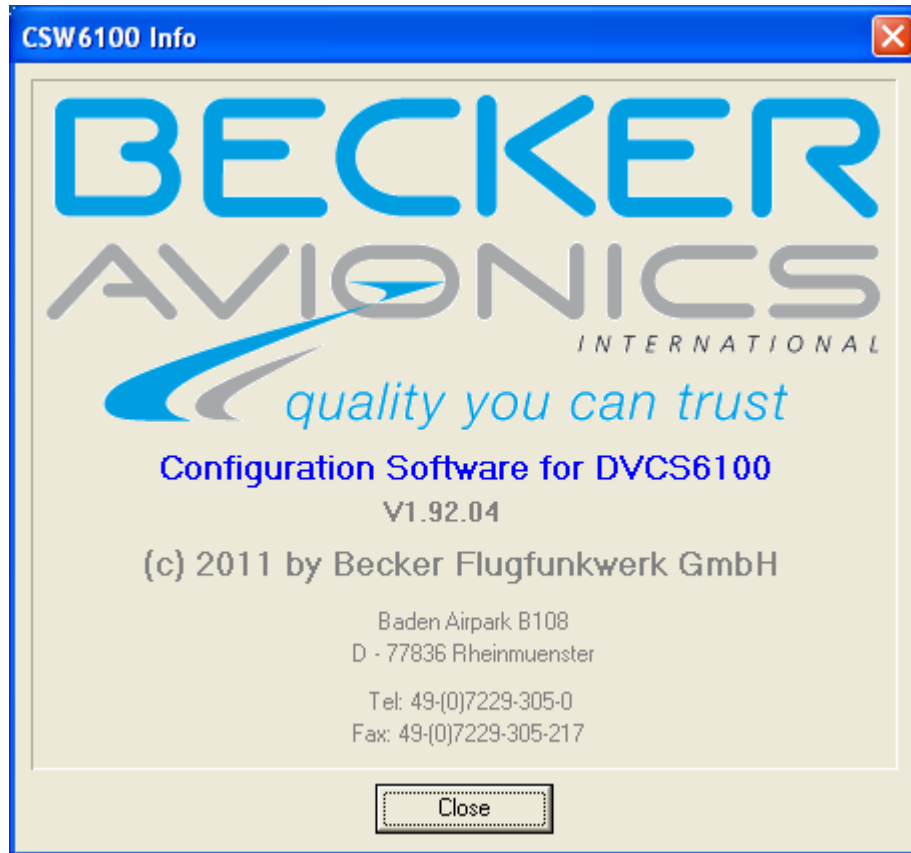 CSW6100 Info
BECKER
AVIONICS
INTERNATIONAL
quality you can trust
Configuration Software for DVCS6100
V1.92.04
(c) 2011 by Becker Flugfunkwerk GmbH
Baden Airpark B108
D - 77836 Rheinmuenster
Tel: 49-(0)7229-305-0
Fax: 49-(0)7229-305-217
Close